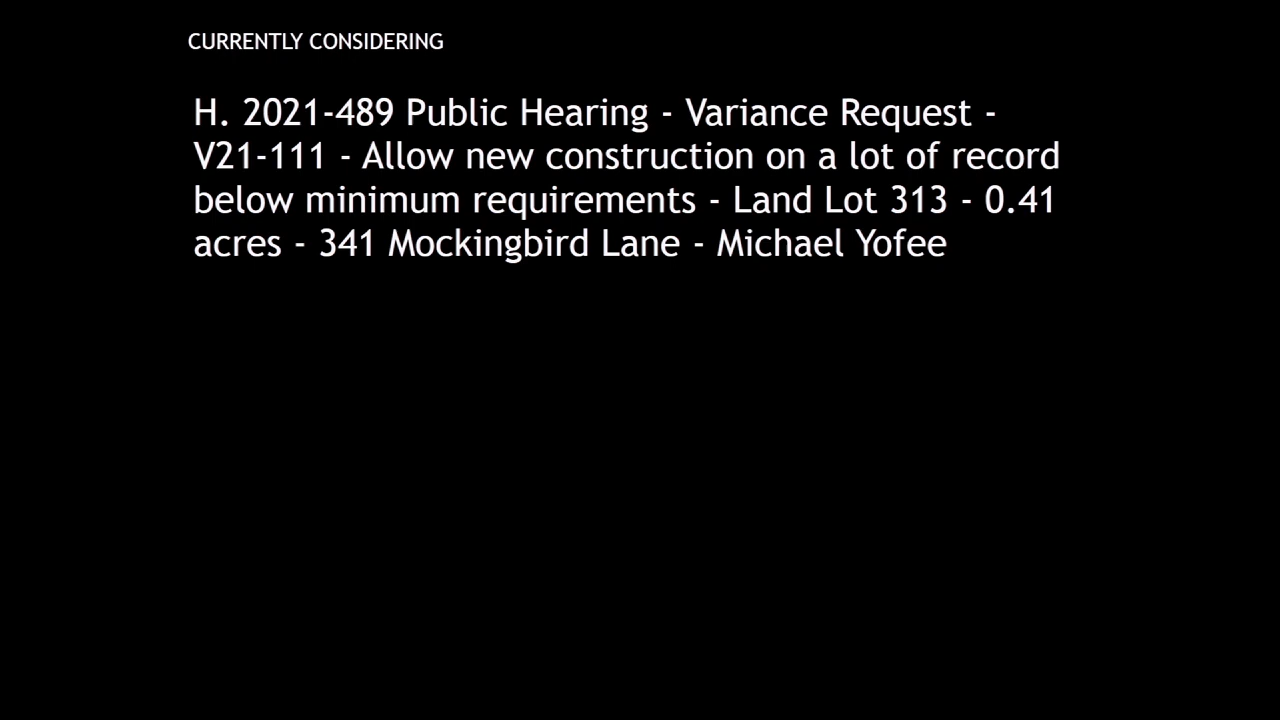 CURRENTLY CONSIDERING
H. 2021-489 Public Hearing - Variance Request -
V21-111 - Allow new construction on a lot of record
below minimum requirements - Land Lot 313 - 0.41
acres - 341 Mockingbird Lane - Michael Yofee